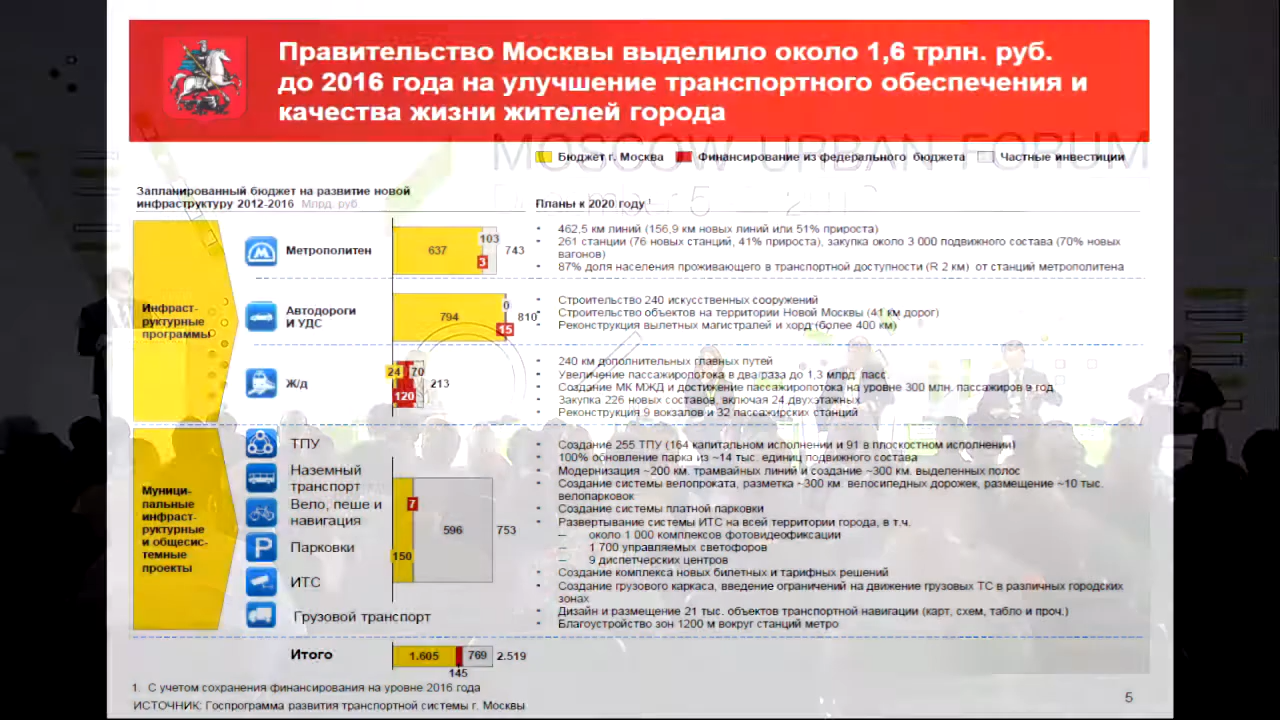 Правительство Москвы выделило около 1,6 трлн. руб.
до 2016 года на улучшение транспортного обеспечения и
качества жизни жителей города
MOSCOW URBAN FORUM
Бюджет г. Москва Финансирование из федерального бюджета Частные инвестиции
Запланированный бюджет на развитие новой
инфраструктуру 2012-2016 Млрд. руб
Планы к 2020 году ¹
Инфраст-
руктурные
программы
Метрополитен
637
103
3
743
• 462,5 км линий (156,9 км новых линий или 51% прироста)
• 261 станции (76 новых станций, 41% прироста), закупка около 3 000 подвижного состава (70% новых
вагонов)
• 87% доля населения проживающего в транспортной доступности (R 2 км) от станций метрополитена
Автодороги
И УДС
794
0
15
810
• Строительство 240 искусственных сооружений
• Строительство объектов на территории Новой Москвы (41 км дорог)
• Реконструкция вылетных магистралей и хорд (более 400 км)
Ж/д
24
70
120
213
• 240 км дополнительных главных путей
• Увеличение пассажиропотока в два раза до 1,3 млрд. пасс.
• Создание МК МЖД и достижение пассажиропотока на уровне 300 млн. пассажиров в год
• Закупка 226 новых составов, включая 24 двухэтажных
• Реконструкция 9 вокзалов и 32 пассажирских станций
Муници-
пальные
инфраст-
руктурные
и общесис-
темные
проекты
ТПУ
Наземный
транспорт
Вело, пеше и
навигация
Парковки
ИТС
Грузовой транспорт
7
150
596
753
• Создание 255 ТПУ (164 капитальном исполнении и 91 в плоскостном исполнении)
• 100% обновление парка из ~14 тыс. единиц подвижного состава
• Модернизация ~200 км. трамвайных линий и создание ~300 км. выделенных полос
• Создание системы велопроката, разметка ~300 км. велосипедных дорожек, размещение ~10 тыс.
велопарковок
• Создание системы платной парковки
• Развертывание системы ИТС на всей территории города, в т.ч.
– около 1 000 комплексов фотовидеофиксации
– 1 700 управляемых светофоров
– 9 диспетчерских центров
• Создание комплекса новых билетных и тарифных решений
• Создание грузового каркаса, введение ограничений на движение грузовых ТС в различных городских
зонах
• Дизайн и размещение 21 тыс. объектов транспортной навигации (карт, схем, табло и проч.)
• Благоустройство зон 1200 м вокруг станций метро
Итого
1.605
769
2.519
145
1. С учетом сохранения финансирования на уровне 2016 года
ИСТОЧНИК: Госпрограмма развития транспортной системы г. Москвы
5